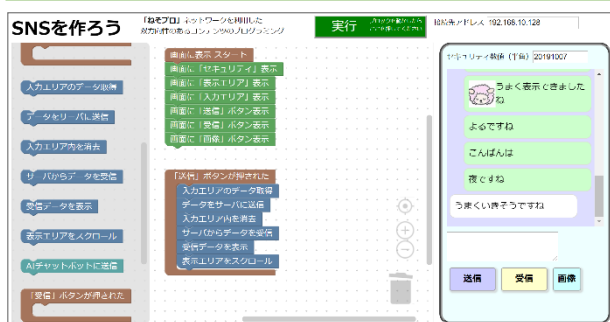 SNSを作ろう
「ねそプロ」ネットワークを利用した
双方向性のあるコンテンツのプログラミング
実行
接続先アドレス 192.168.10.128
入力エリアのデータ取得
データをサーバに送信
入力エリア内を消去
サーバからデータを受信
受信データを表示
表示エリアをスクロール
AIチャットボットに送信
「受信」ボタンが押された
画面に表示 スタート
画面に「セキュリティ」表示
画面に「表示エリア」表示
画面に「入力エリア」表示
画面に「送信」ボタン表示
画面に「受信」ボタン表示
画面に「画像」ボタン表示
「送信」ボタンが押された
入力エリアのデータ取得
データをサーバに送信
入力エリア内を消去
サーバからデータを受信
受信データを表示
表示エリアをスクロール
セキュリティ数値（半角） 20191007
うまく表示できました
ね
よるですね
こんばんは
夜ですね
うまくいきそうですね
送信
受信
画像